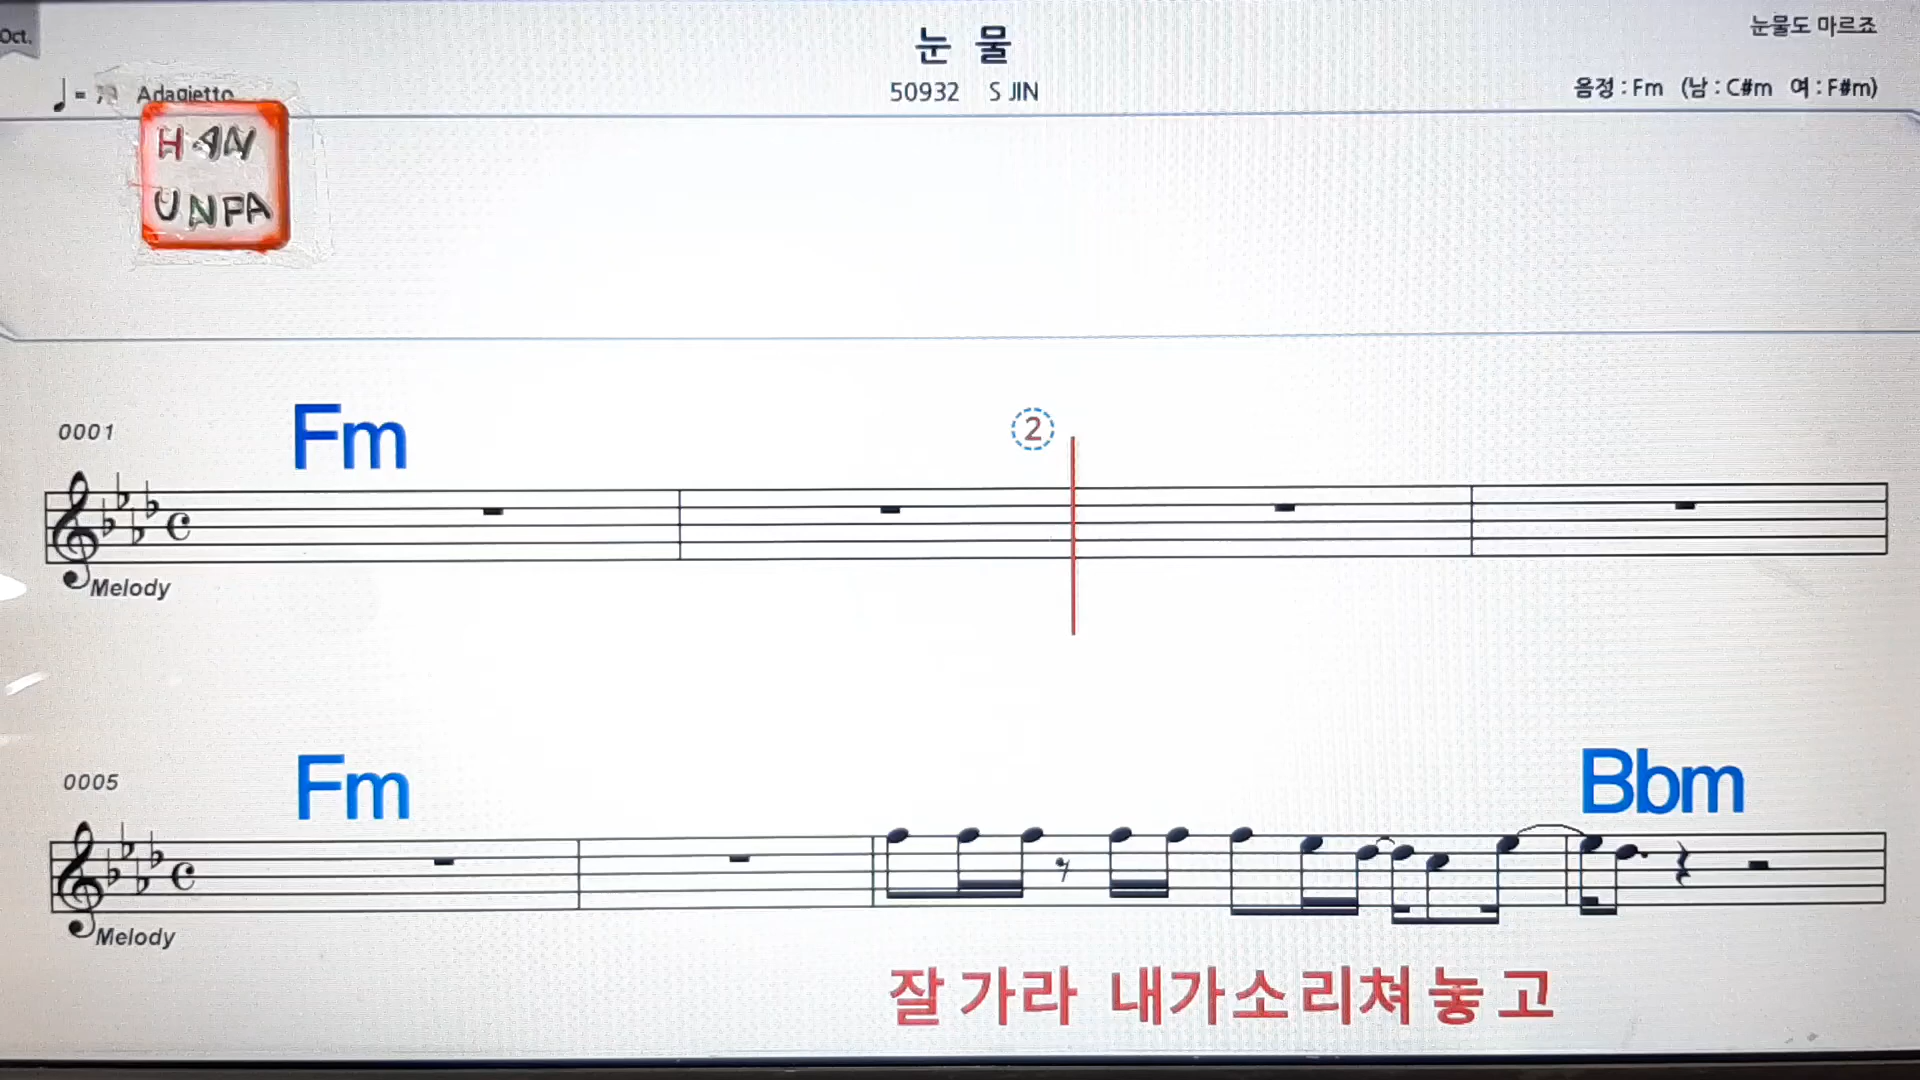 Oct.
눈 물
눈물도 마르죠
Adagietto
50932 S JIN
음정 : Fm (남 : C#m 여 : F#m)
HAN
UNFA
0001
Fm
2
Melody
0005
Fm
Bbm
Melody
잘 가라 내가소리쳐 놓고